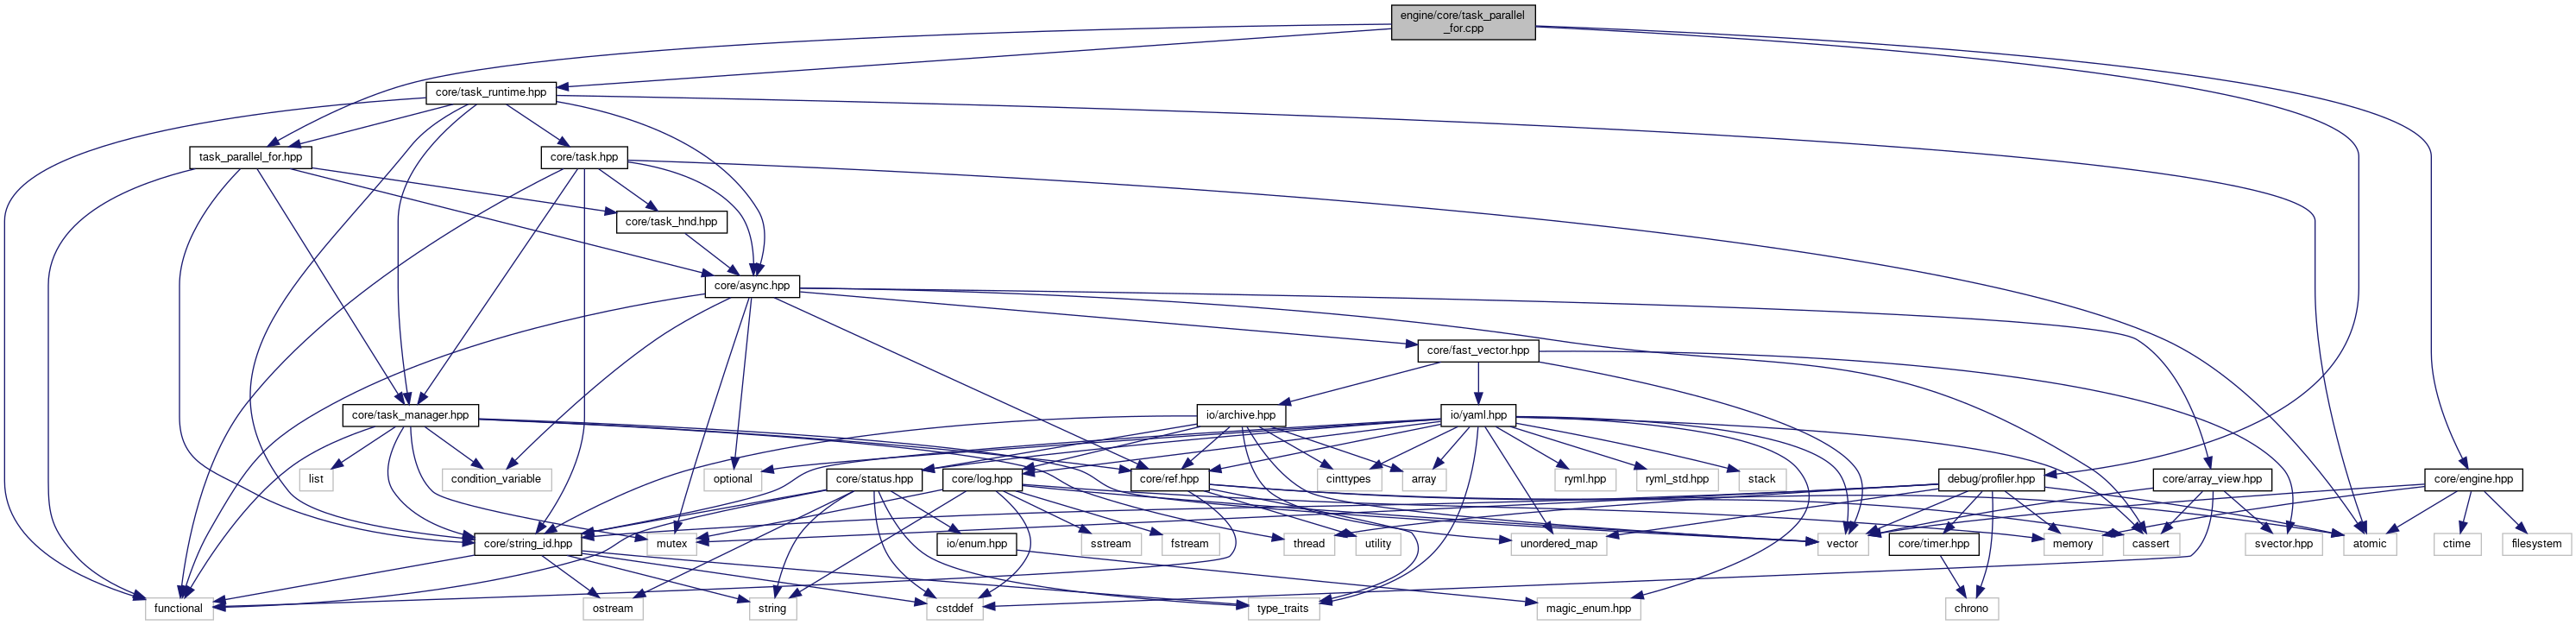 engine/core/task_parallel
_for.cpp
core/task_runtime.hpp
task_parallel_for.hpp
core/task.hpp
core/task_hnd.hpp
core/async.hpp
core/fast_vector.hpp
core/task_manager.hpp
io/archive.hpp
io/yaml.hpp
list
condition_variable
optional
core/status.hpp
core/log.hpp
core/ref.hpp
cinttypes
array
ryml.hpp
ryml_std.hpp
stack
debug/profiler.hpp
core/array_view.hpp
core/engine.hpp
core/string_id.hpp
mutex
io/enum.hpp
sstream
fstream
thread
utility
unordered_map
vector
core/timer.hpp
memory
cassert
svector.hpp
atomic
ctime
filesystem
functional
ostream
string
cstddef
type_traits
magic_enum.hpp
chrono